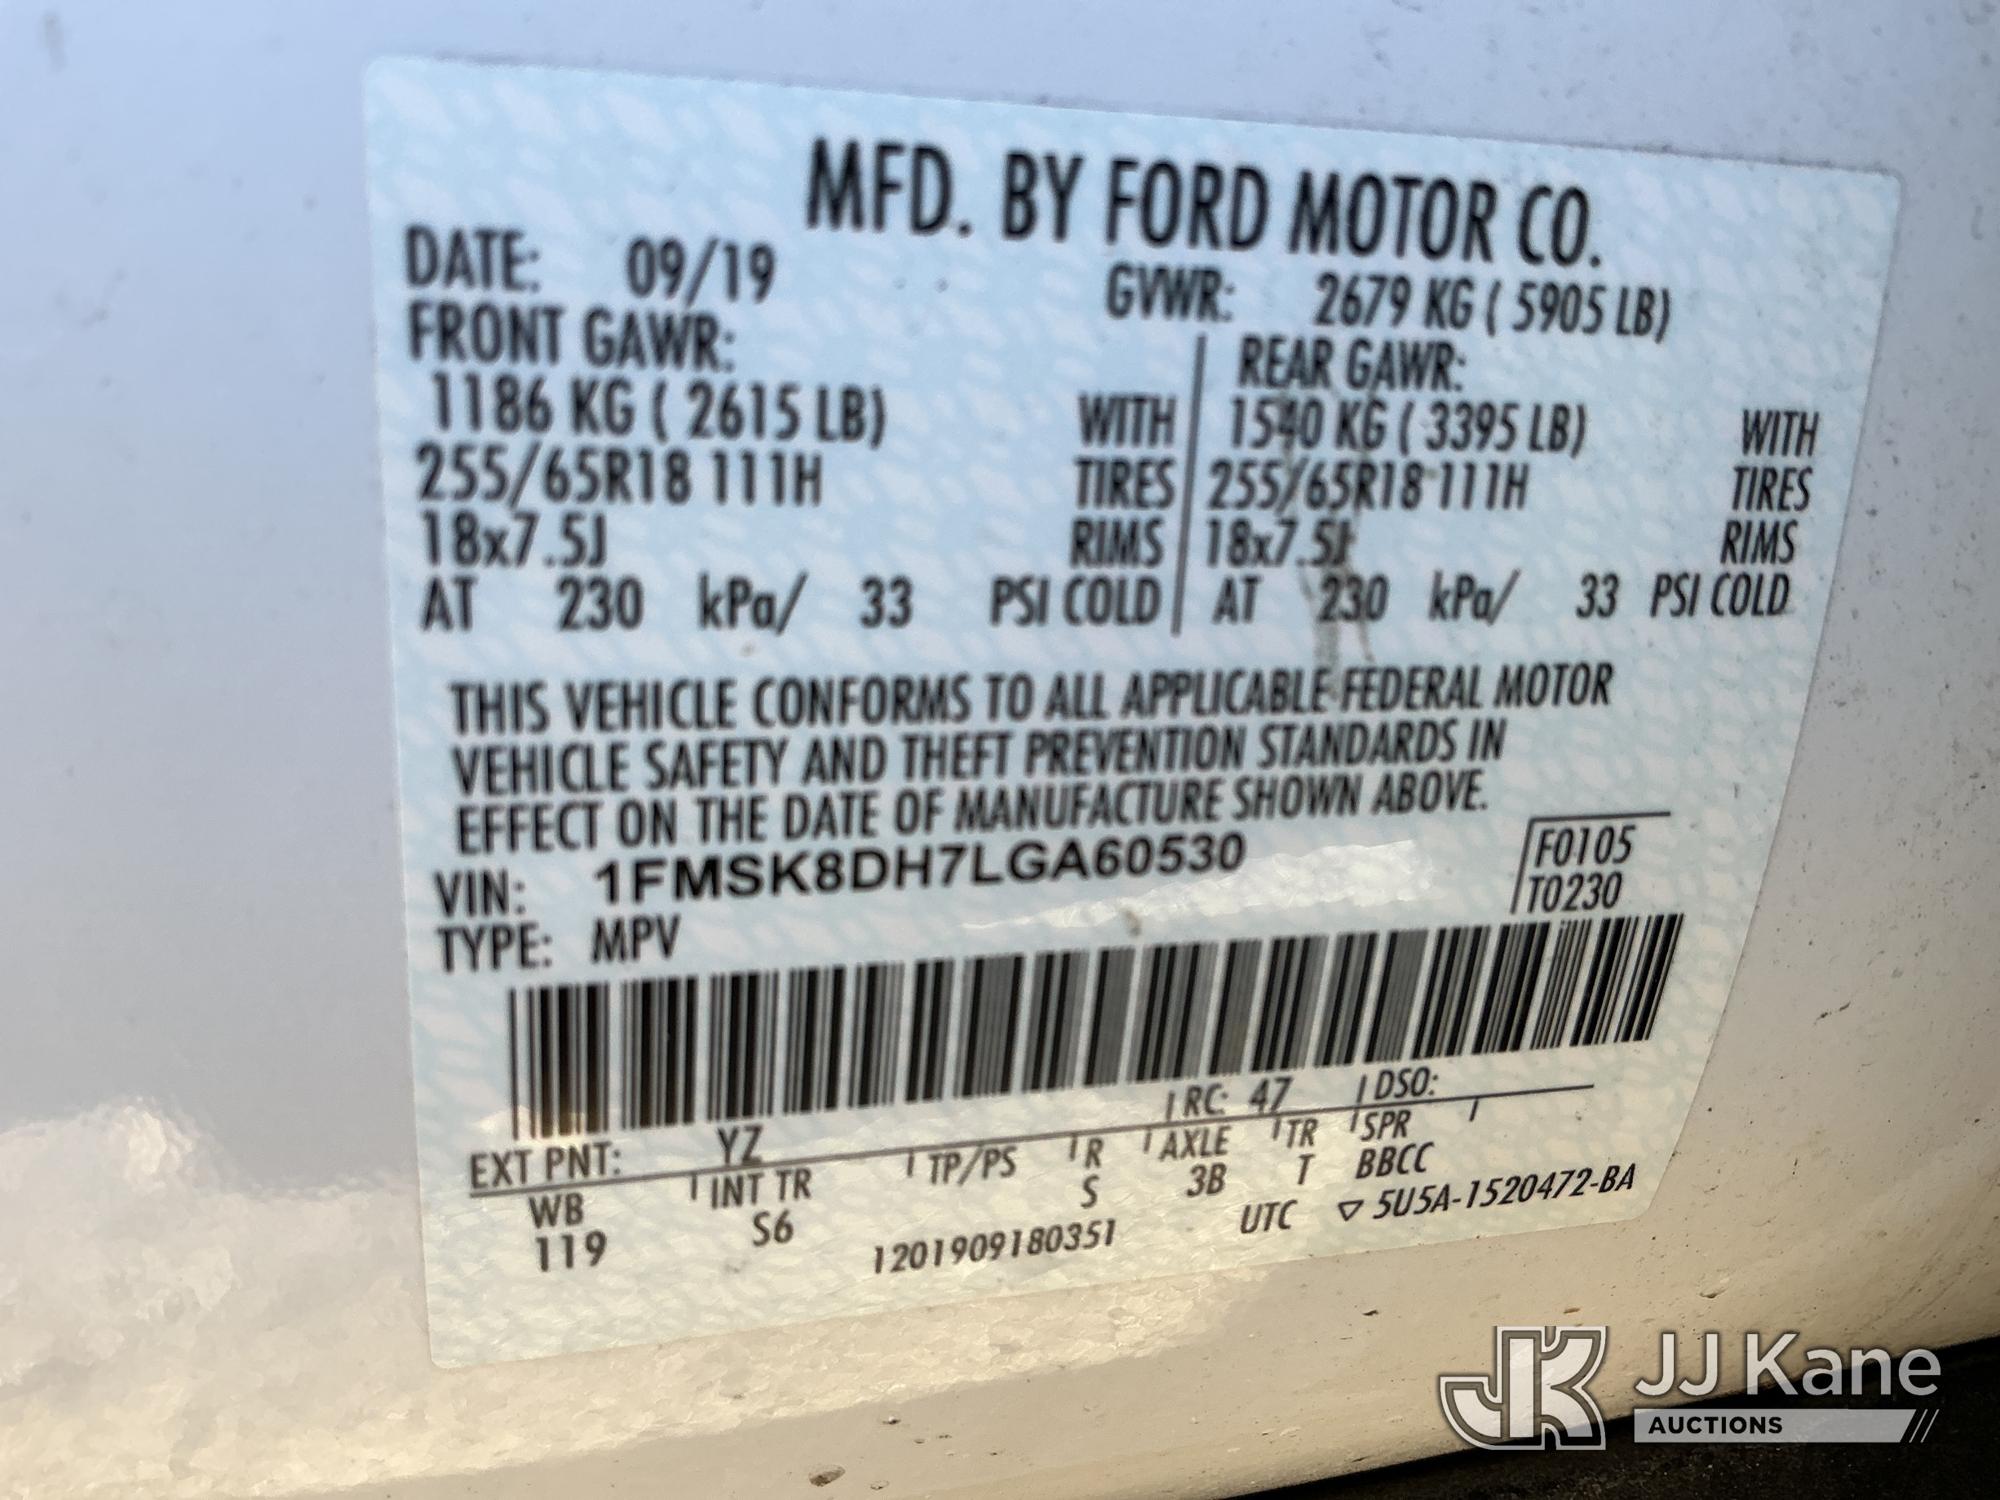 MFD. BY FORD MOTOR CO.
DATE: 09/19 GVWR: 2679 KG ( 5905 LB)
FRONT GAWR: REAR GAWR:
1186 KG ( 2615 LB) WITH 1540 KG ( 3395 LB) WITH
255/65R18 111H TIRES 255/65R18 111H TIRES
18x7.5J RIMS 18x7.5J RIMS
AT 230 kPa/ 33 PSI COLD AT 230 kPa/ 33 PSI COLD
THIS VEHICLE CONFORMS TO ALL APPLICABLE FEDERAL MOTOR
VEHICLE SAFETY AND THEFT PREVENTION STANDARDS IN
EFFECT ON THE DATE OF MANUFACTURE SHOWN ABOVE.
VIN: 1FMSK8DH7LGA60530 F0105
TYPE: MPV T0230
EXT PNT: YZ RC: 47 DSO:
WB INT TR TP/PS R AXLE TR SPR
119 S6 S 3B T BBCC
1201909180351 UTC ▽ 5U5A-1520472-BA
JK JJ Kane
AUCTIONS